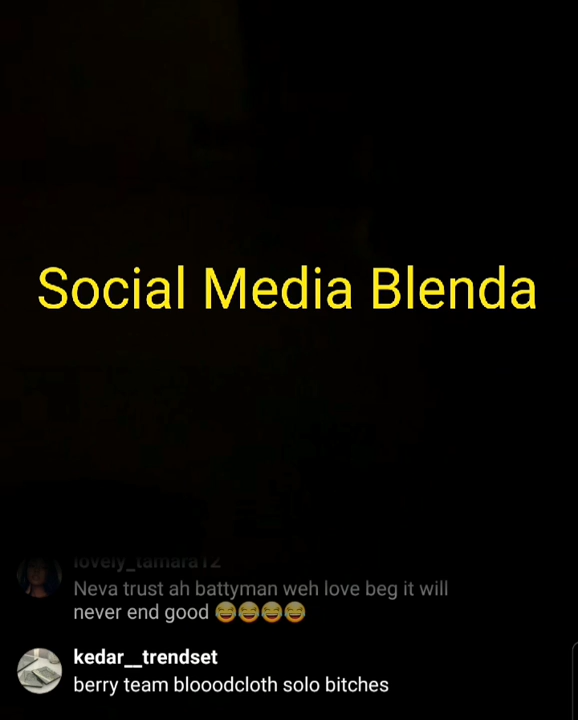 Social Media Blenda
lovely_tamara12
Neva trust ah battyman weh love beg it will
never end good 😂😂😂😂
kedar__trendset
berry team blooodcloth solo bitches